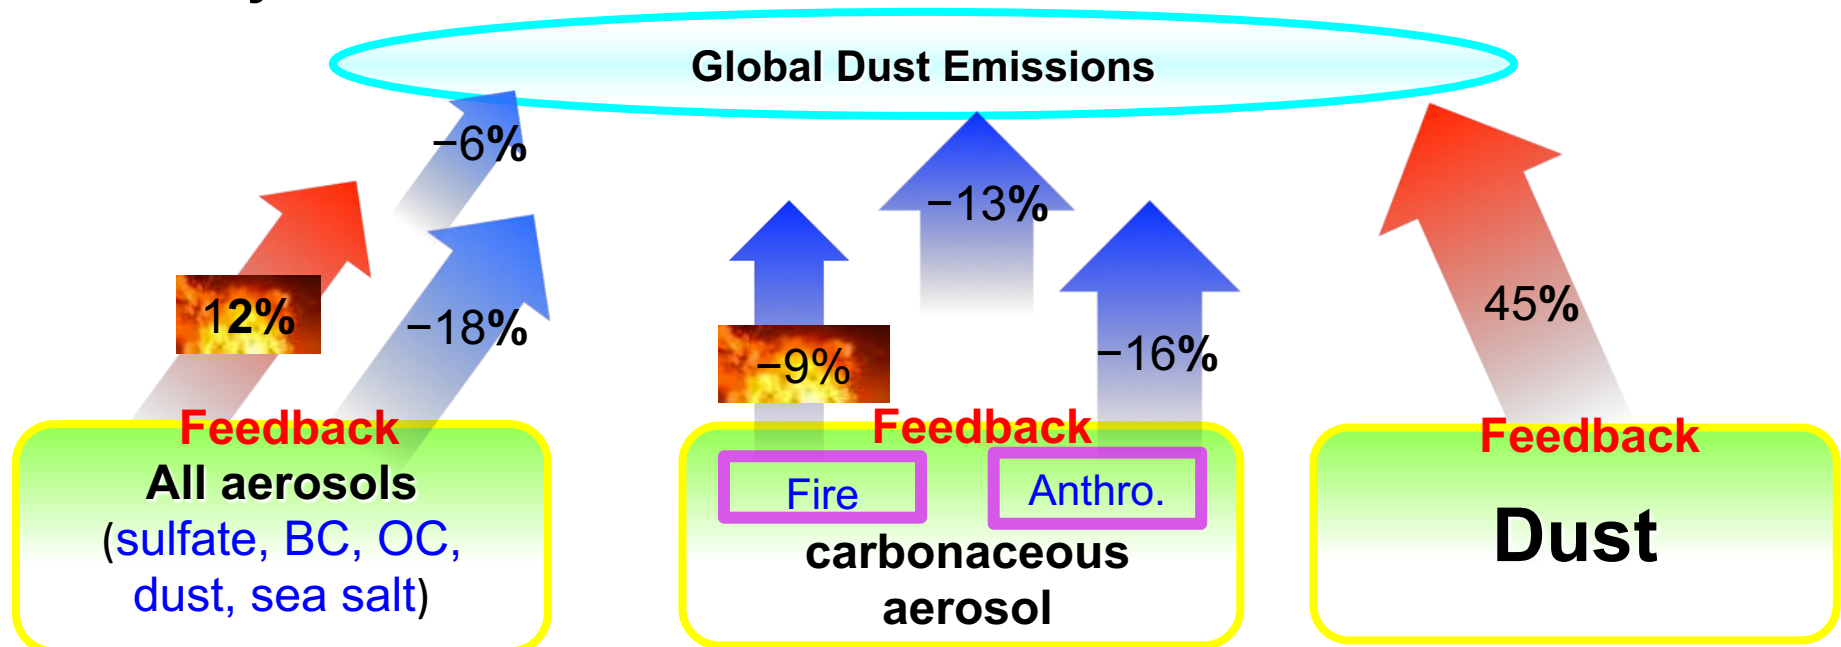 Global Dust Emissions
−6%
12%
−18%
−13%
−9%
−16%
45%
Feedback
All aerosols
(sulfate, BC, OC,
dust, sea salt)
Feedback
Fire
Anthro.
carbonaceous
aerosol
Feedback
Dust